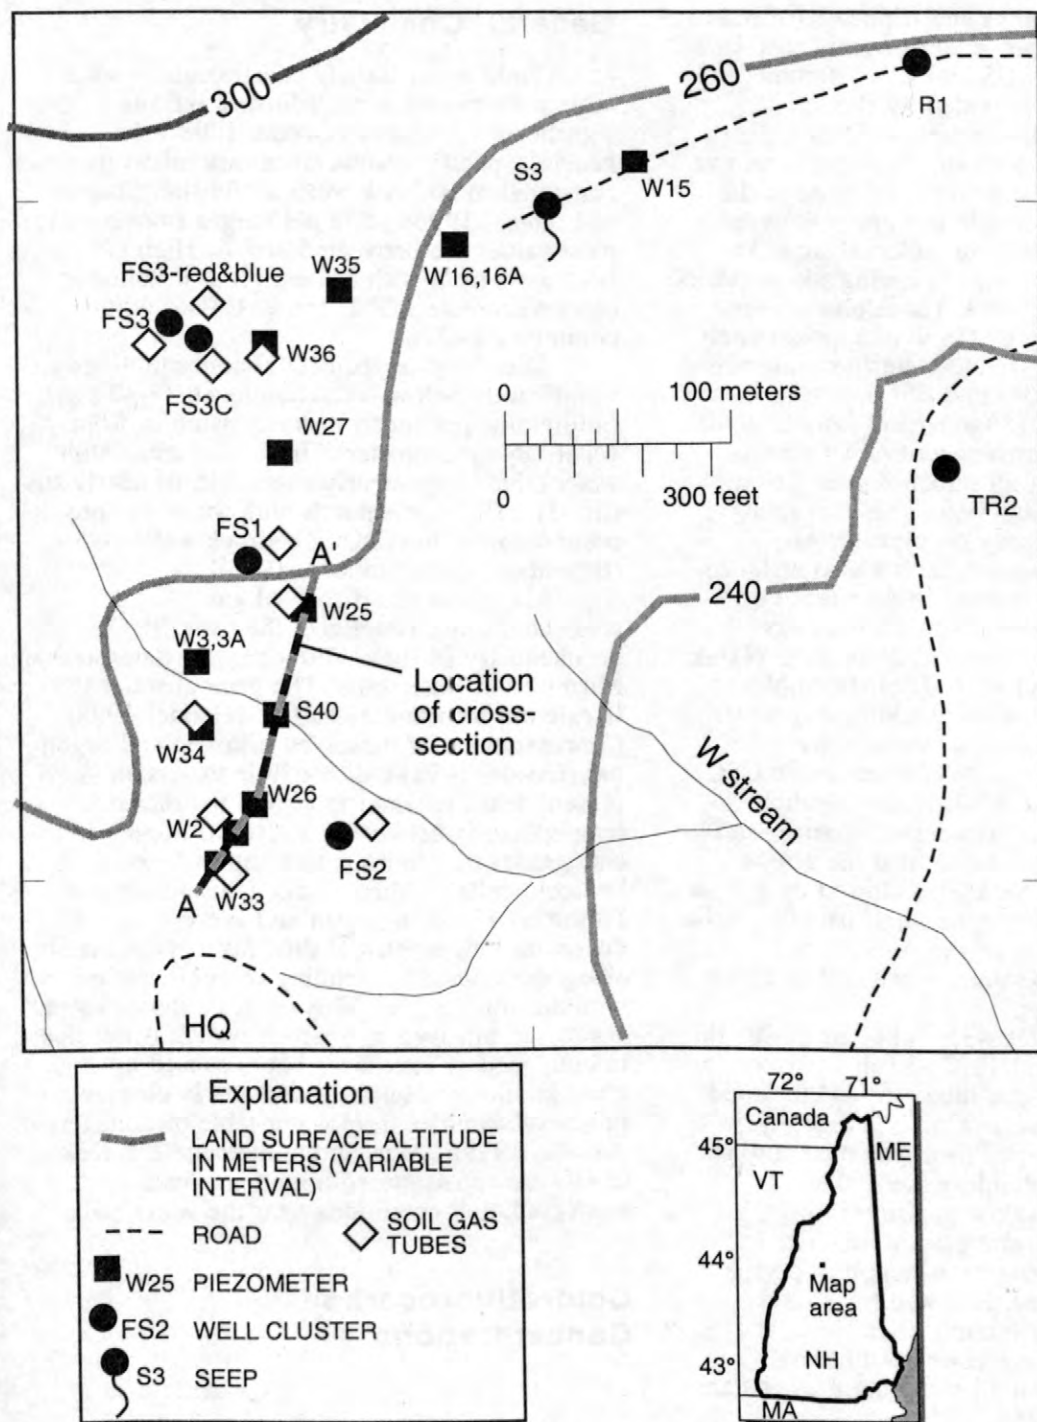 300
260
R1
S3
W15
W16,16A
FS3-red&blue
W35
FS3
W36
FS3C
0 100 meters
W27
0 300 feet
TR2
FS1
A'
W25
240
W3,3A
Location
of cross-
section
S40
W34
W stream
W26
W2
FS2
A
W33
HQ
Explanation
LAND SURFACE ALTITUDE
IN METERS (VARIABLE
INTERVAL)
ROAD
SOIL GAS
TUBES
W25 PIEZOMETER
FS2 WELL CLUSTER
S3 SEEP
72° 71°
Canada
45°
ME
VT
44°
Map
area
43°
NH
MA